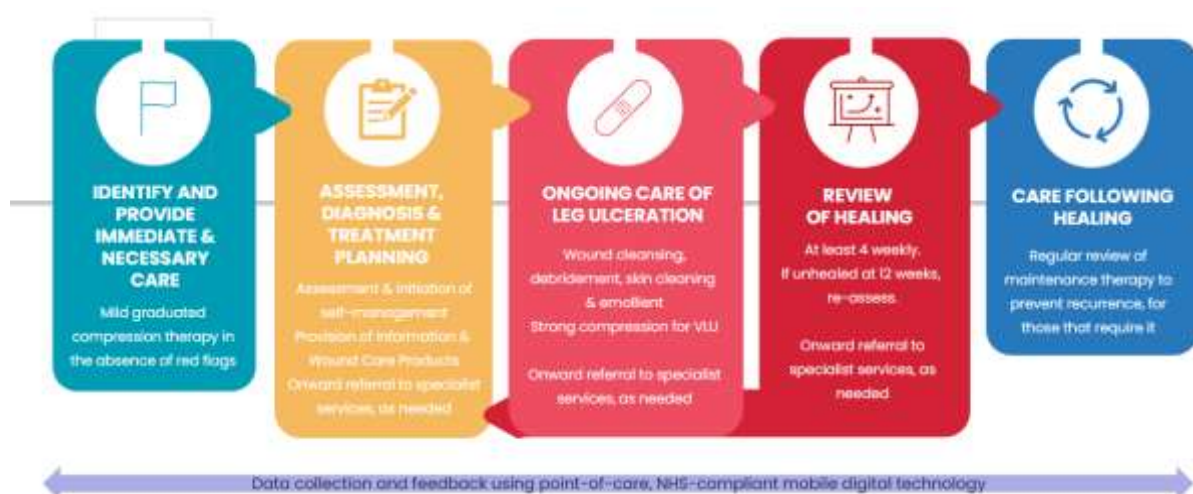 IDENTIFY AND
PROVIDE
IMMEDIATE &
NECESSARY
CARE
Mild graduated
compression therapy in
the absence of red flags
ASSESSMENT,
DIAGNOSIS &
TREATMENT
PLANNING
Assessment & initiation of
self-management
Provision of Information &
Wound Care Products
Onward referral to specialist
services, as needed
ONGOING CARE OF
LEG ULCERATION
Wound cleansing,
debridement, skin cleaning
& emollient
Strong compression for VLU
Onward referral to specialist
services, as needed
REVIEW
OF HEALING
At least 4 weekly.
If unhealed at 12 weeks,
re-assess.
Onward referral to
specialist services, as
needed
CARE FOLLOWING
HEALING
Regular review of
maintenance therapy to
prevent recurrence, for
those that require it
Data collection and feedback using point-of-care, NHS-compliant mobile digital technology